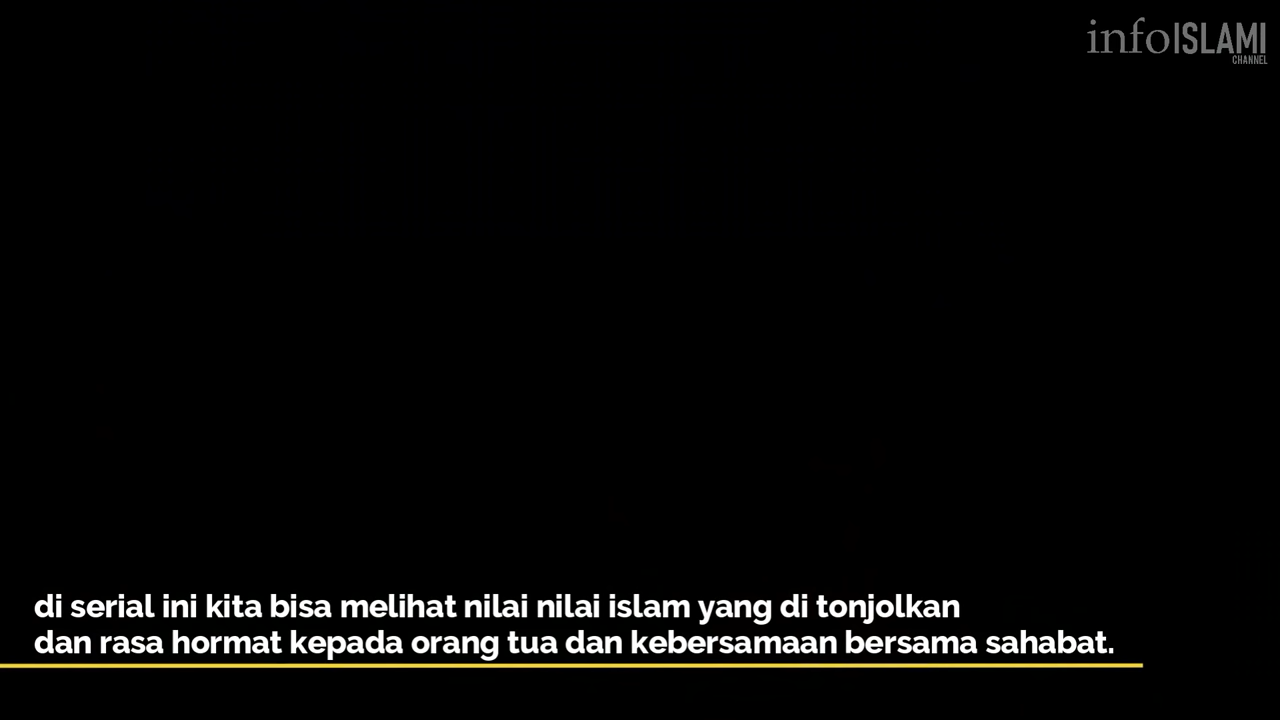 infoISLAMI
CHANNEL
di serial ini kita bisa melihat nilai nilai islam yang di tonjolkan
dan rasa hormat kepada orang tua dan kebersamaan bersama sahabat.